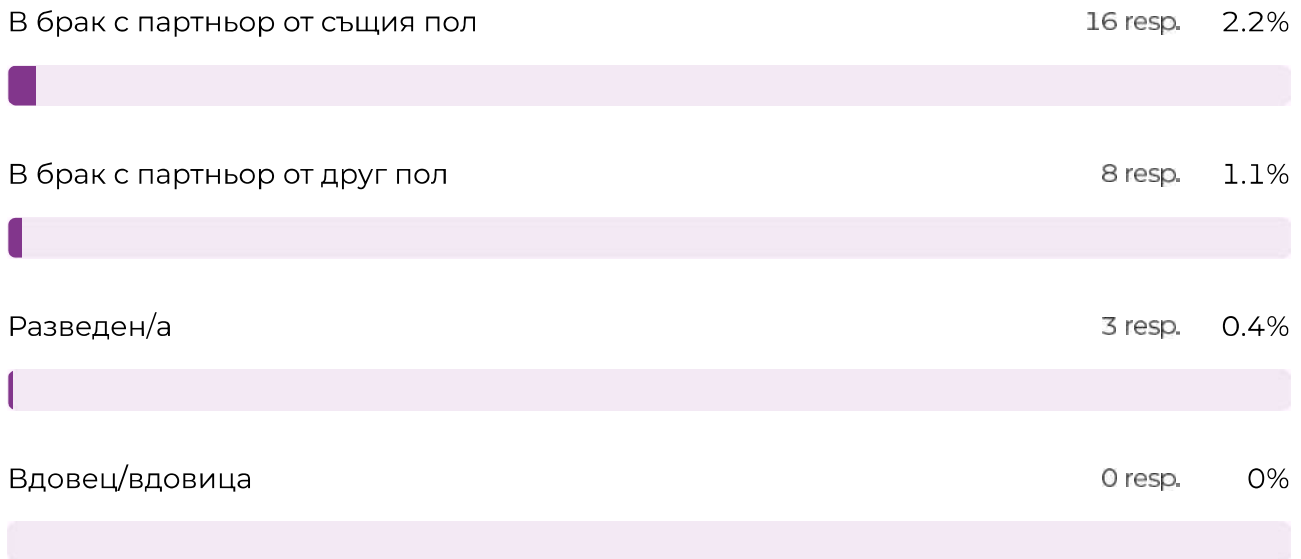 В брак с партньор от същия пол 16 resp. 2.2%
В брак с партньор от друг пол 8 resp. 1.1%
Разведен/а 3 resp. 0.4%
Вдовец/вдовица 0 resp. 0%